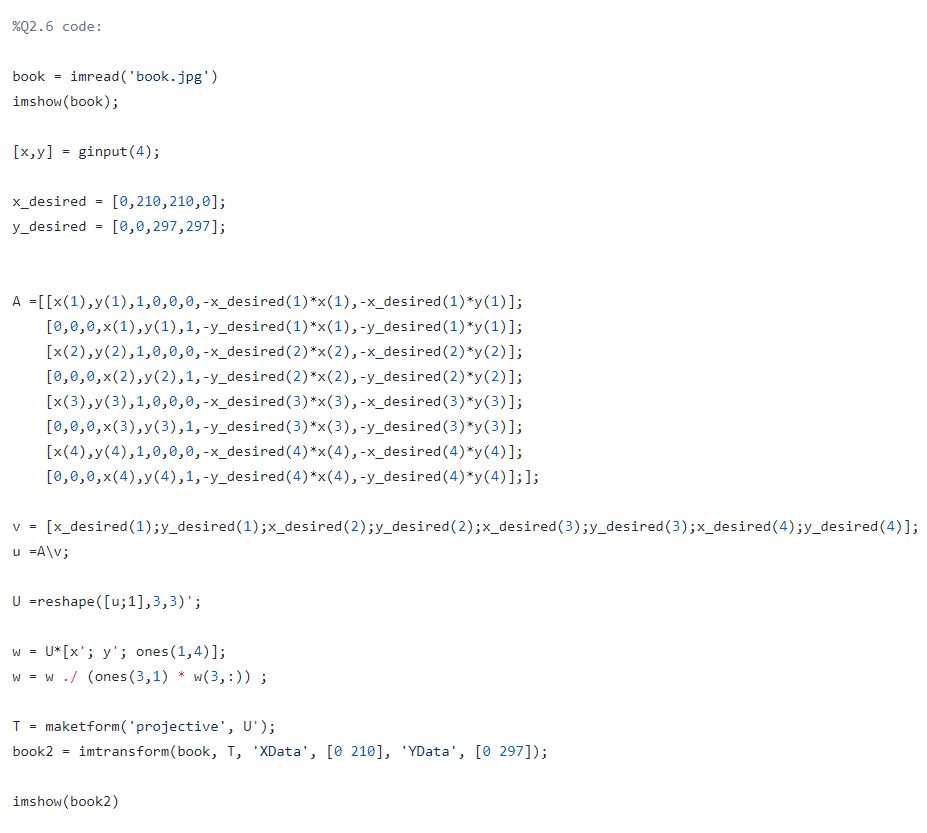 %Q2.6 code:
book = imread('book.jpg')
imshow(book);
[x,y] = ginput(4);
x_desired = [0,210,210,0];
y_desired = [0,0,297,297];
A =[[x(1),y(1),1,0,0,0,-x_desired(1)*x(1),-x_desired(1)*y(1)];
[0,0,0,x(1),y(1),1,-y_desired(1)*x(1),-y_desired(1)*y(1)];
[x(2),y(2),1,0,0,0,-x_desired(2)*x(2),-x_desired(2)*y(2)];
[0,0,0,x(2),y(2),1,-y_desired(2)*x(2),-y_desired(2)*y(2)];
[x(3),y(3),1,0,0,0,-x_desired(3)*x(3),-x_desired(3)*y(3)];
[0,0,0,x(3),y(3),1,-y_desired(3)*x(3),-y_desired(3)*y(3)];
[x(4),y(4),1,0,0,0,-x_desired(4)*x(4),-x_desired(4)*y(4)];
[0,0,0,x(4),y(4),1,-y_desired(4)*x(4),-y_desired(4)*y(4)];];
v = [x_desired(1);y_desired(1);x_desired(2);y_desired(2);x_desired(3);y_desired(3);x_desired(4);y_desired(4)];
u =A\v;
U =reshape([u;1],3,3)';
w = U*[x'; y'; ones(1,4)];
w = w ./ (ones(3,1) * w(3,:)) ;
T = maketform('projective', U');
book2 = imtransform(book, T, 'XData', [0 210], 'YData', [0 297]);
imshow(book2)